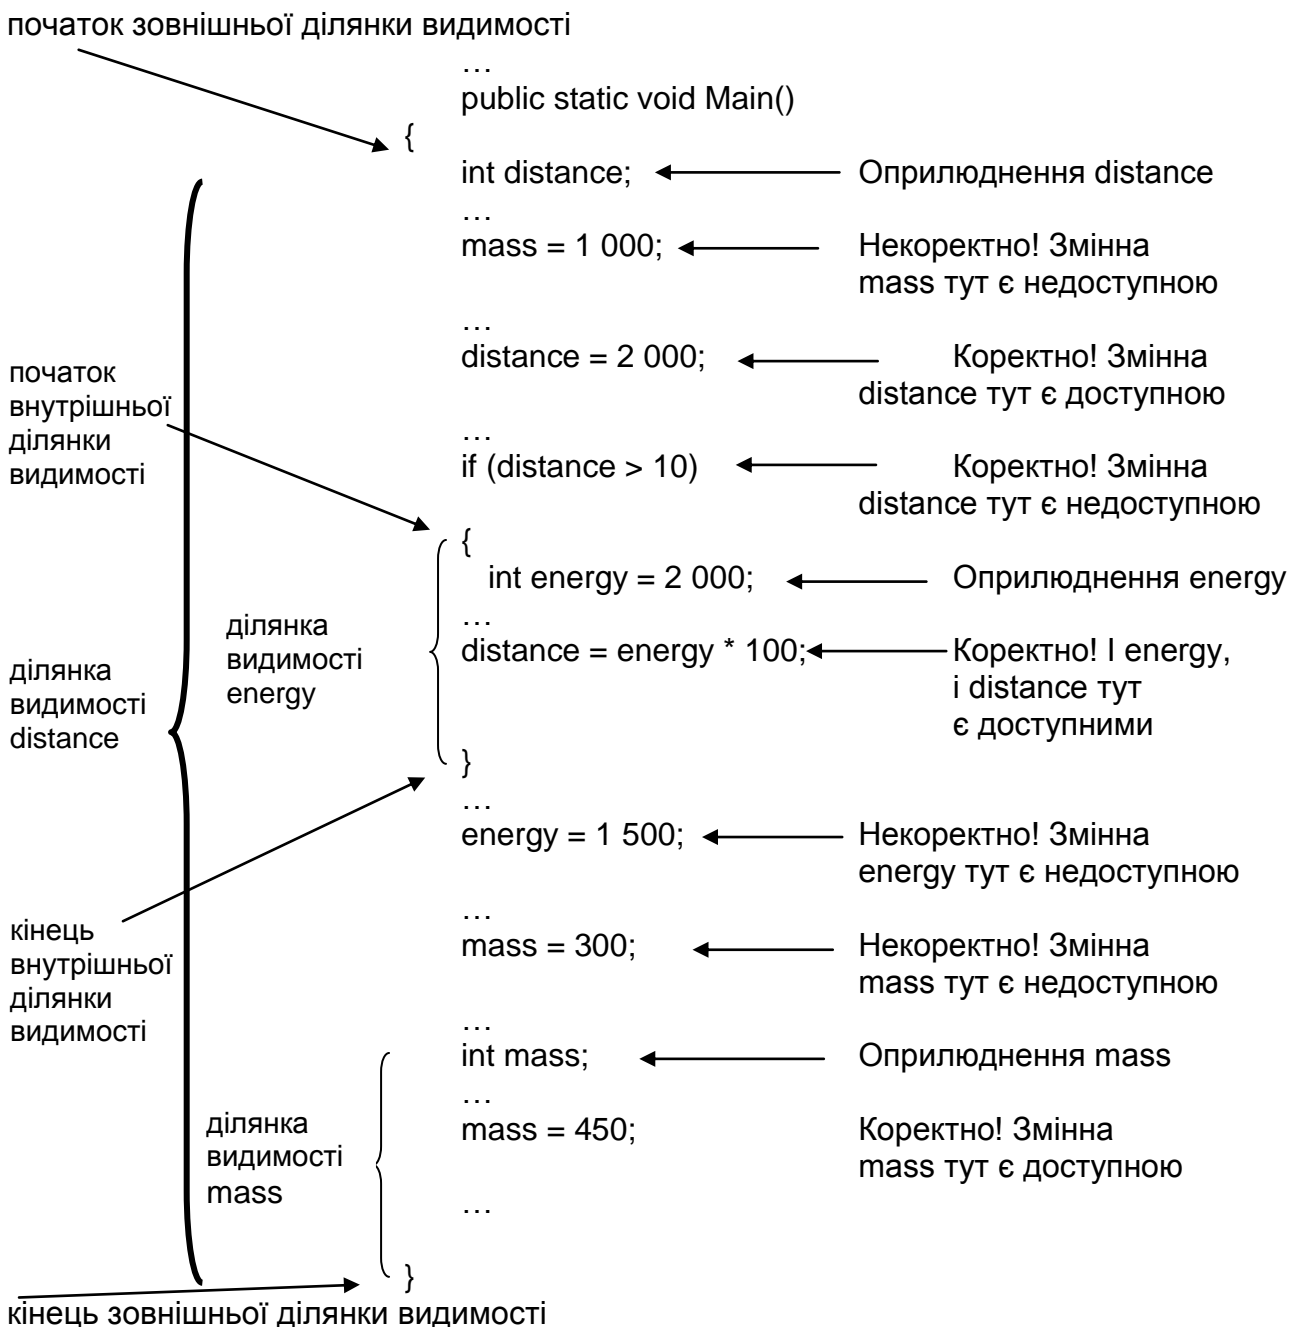 початок зовнішньої ділянки видимості
…
public static void Main()
{
int distance;
Оприлюднення distance
…
mass = 1 000;
Некоректно! Змінна
mass тут є недоступною
…
distance = 2 000;
Коректно! Змінна
distance тут є доступною
початок
внутрішньої
ділянки
видимості
…
if (distance > 10)
Коректно! Змінна
distance тут є недоступною
{
int energy = 2 000;
Оприлюднення energy
…
distance = energy * 100;
Коректно! І energy,
і distance тут
є доступними
ділянка
видимості
energy
ділянка
видимості
distance
}
…
energy = 1 500;
Некоректно! Змінна
energy тут є недоступною
…
mass = 300;
Некоректно! Змінна
mass тут є недоступною
кінець
внутрішньої
ділянки
видимості
…
int mass;
Оприлюднення mass
…
mass = 450;
Коректно! Змінна
mass тут є доступною
ділянка
видимості
mass
…
}
кінець зовнішньої ділянки видимості